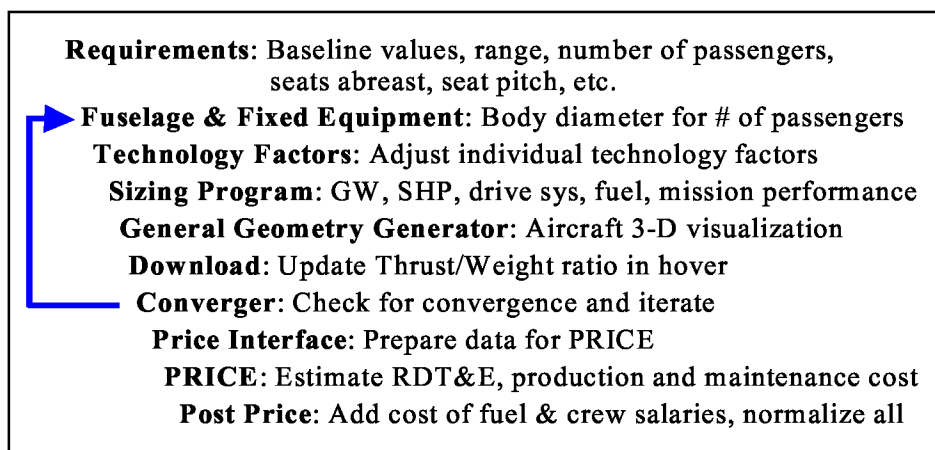 Requirements: Baseline values, range, number of passengers,
seats abreast, seat pitch, etc.
Fuselage & Fixed Equipment: Body diameter for # of passengers
Technology Factors: Adjust individual technology factors
Sizing Program: GW, SHP, drive sys, fuel, mission performance
General Geometry Generator: Aircraft 3-D visualization
Download: Update Thrust/Weight ratio in hover
Converger: Check for convergence and iterate
Price Interface: Prepare data for PRICE
PRICE: Estimate RDT&E, production and maintenance cost
Post Price: Add cost of fuel & crew salaries, normalize all